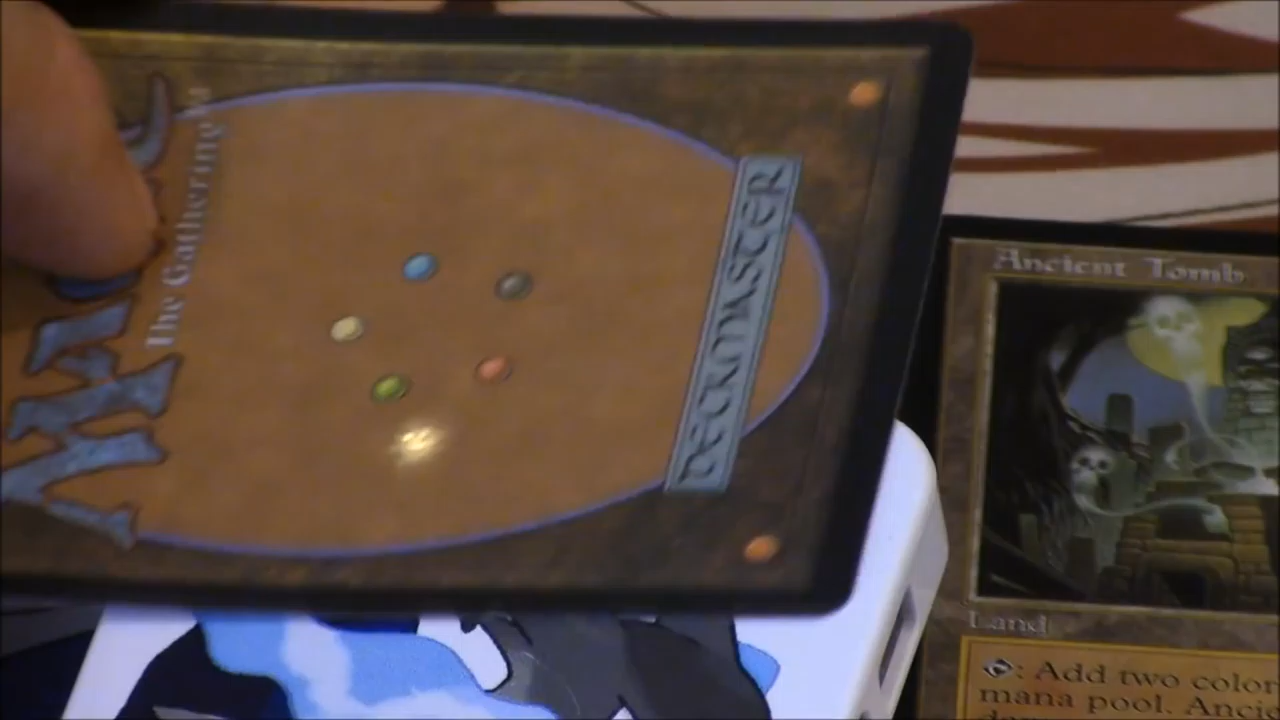 The Gathering
DECKMASTER
Ancient Tomb
Land
: Add two color
mana pool. Ancie